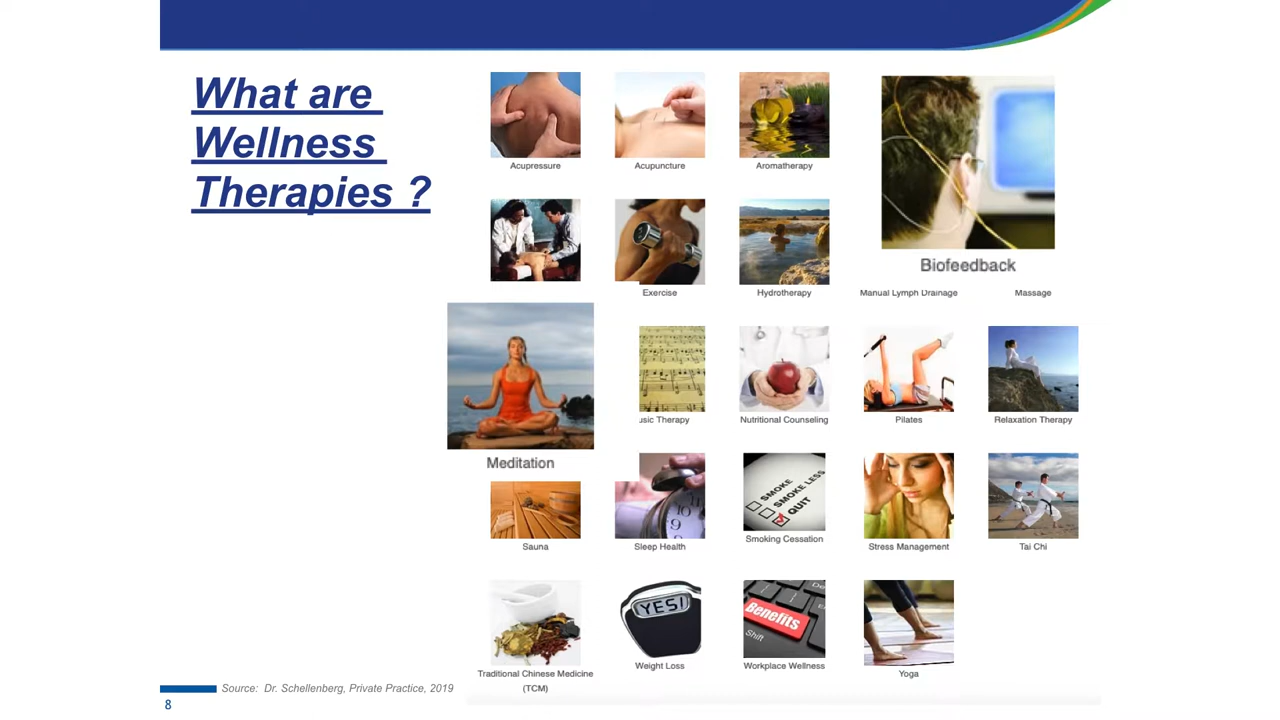 What are
Wellness
Therapies ?
Acupressure
Acupuncture
Aromatherapy
Biofeedback
Exercise
Hydrotherapy
Manual Lymph Drainage
Massage
Meditation
usic Therapy
Nutritional Counseling
Pilates
Relaxation Therapy
SMOKE
SMOKE LESS
QUIT
Sauna
Sleep Health
Smoking Cessation
Stress Management
Tai Chi
YES!
Benefits
Shift
Traditional Chinese Medicine
(TCM)
Weight Loss
Workplace Wellness
Yoga
Source: Dr. Schellenberg, Private Practice, 2019
8